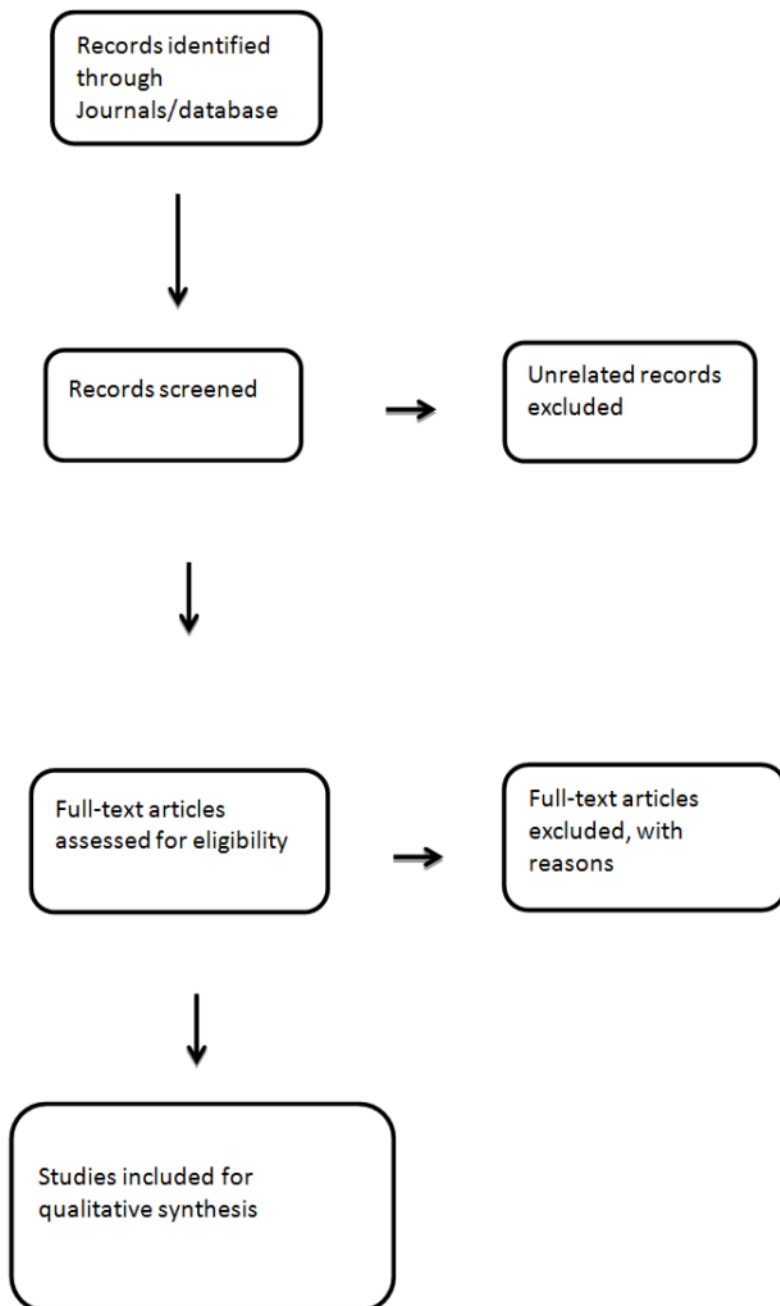 Records identified
through
Journals/database
Records screened
Unrelated records
excluded
Full-text articles
assessed for eligibility
Full-text articles
excluded, with
reasons
Studies included for
qualitative synthesis